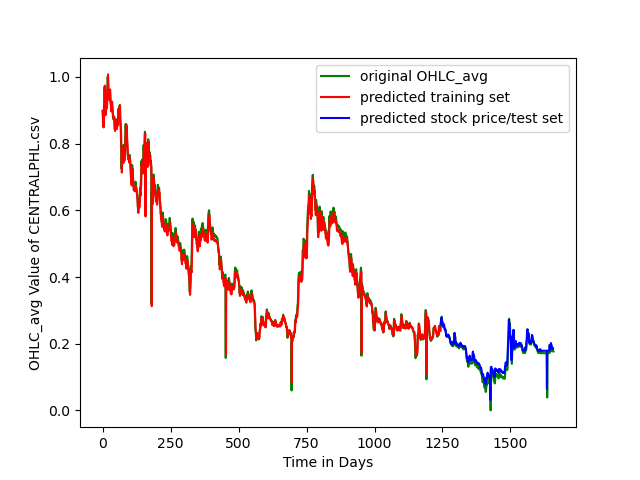 original OHLC_avg
predicted training set
predicted stock price/test set
OHLC_avg Value of CENTRALPHL.csv
1.0
0.8
0.6
0.4
0.2
0.0
0 250 500 750 1000 1250 1500
Time in Days